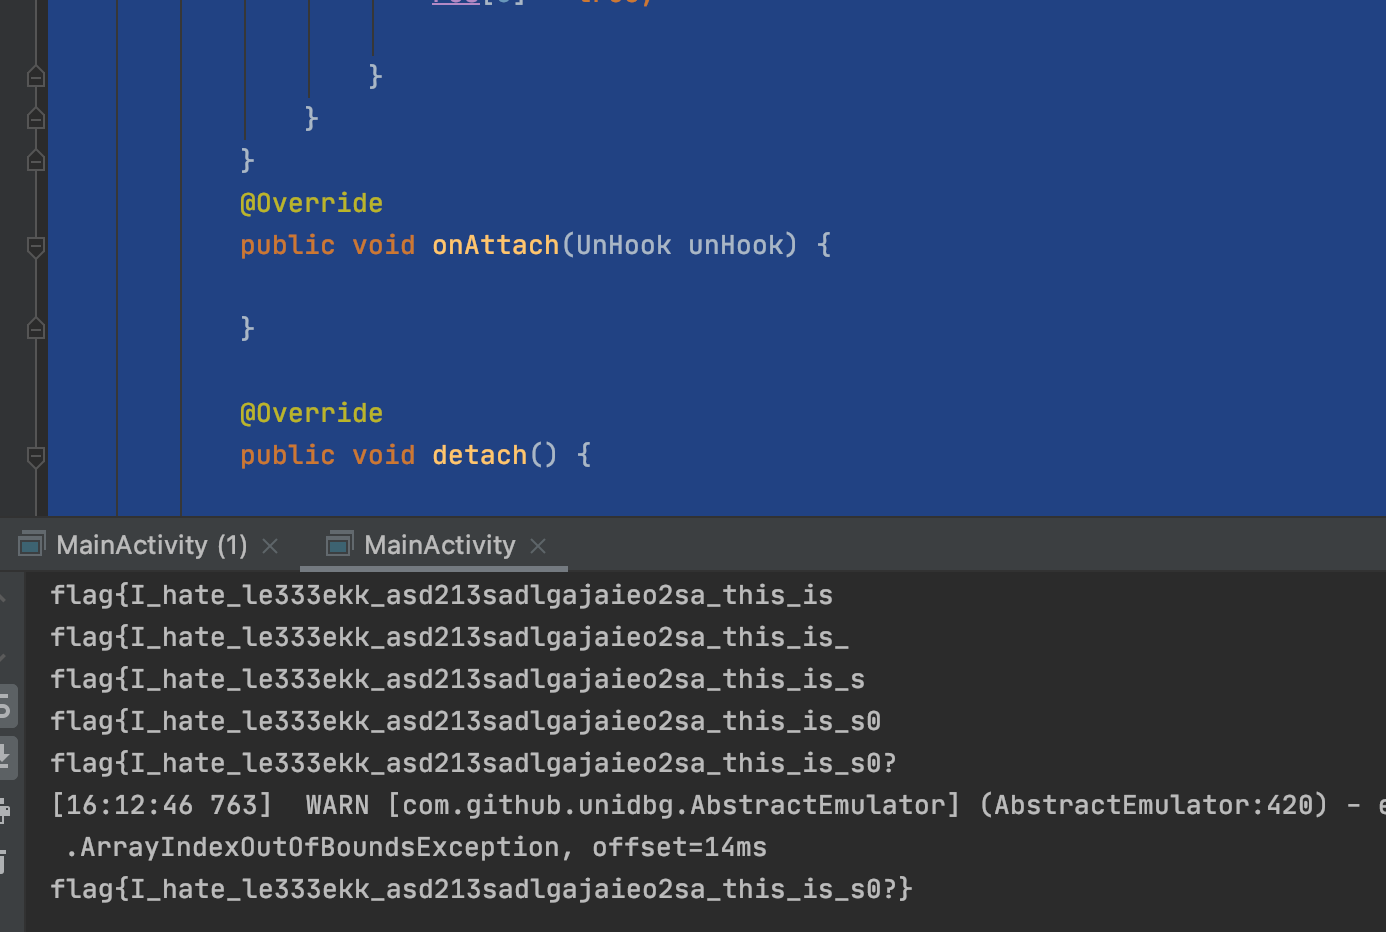 }
}
}
@Override
public void onAttach(UnHook unHook) {
}
@Override
public void detach() {
MainActivity (1)
MainActivity
flag{I_hate_le333ekk_asd213sadlgajaieo2sa_this_is
flag{I_hate_le333ekk_asd213sadlgajaieo2sa_this_is_
flag{I_hate_le333ekk_asd213sadlgajaieo2sa_this_is_s
flag{I_hate_le333ekk_asd213sadlgajaieo2sa_this_is_s0
flag{I_hate_le333ekk_asd213sadlgajaieo2sa_this_is_s0?
[16:12:46 763] WARN [com.github.unidbg.AbstractEmulator] (AbstractEmulator:420) - e
.ArrayIndexOutOfBoundsException, offset=14ms
flag{I_hate_le333ekk_asd213sadlgajaieo2sa_this_is_s0?}